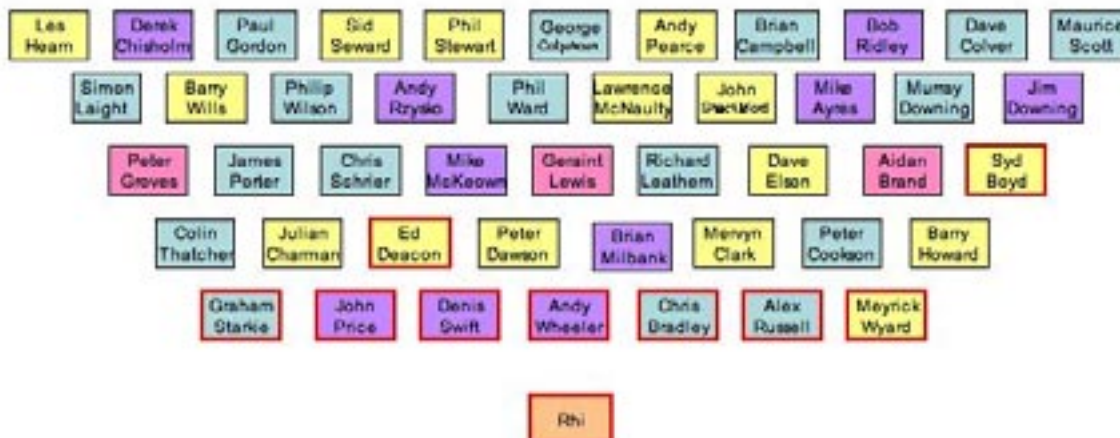 Les Hearn
Derek Chisholm
Paul Gordon
Sid Seward
Phil Stewart
George
Andy Pearce
Brian Campbell
Bob Ridley
Dave Colver
Maurice Scott
Simon Laight
Barry Wills
Philip Wilson
Andy Rzysko
Phil Ward
Lawrence McNaulty
John
Mike Ayres
Murray Downing
Jim Downing
Peter Groves
James Porter
Chris Schrier
Mike McKeown
Geraint Lewis
Richard Leathem
Dave Elson
Aidan Brand
Syd Boyd
Colin Thatcher
Julian Charman
Ed Deacon
Peter Dawson
Brian Milbank
Mervyn Clark
Peter Cookson
Barry Howard
Graham Starkie
John Price
Denis Swift
Andy Wheeler
Chris Bradley
Alex Russell
Meyrick Wyard
Rhi